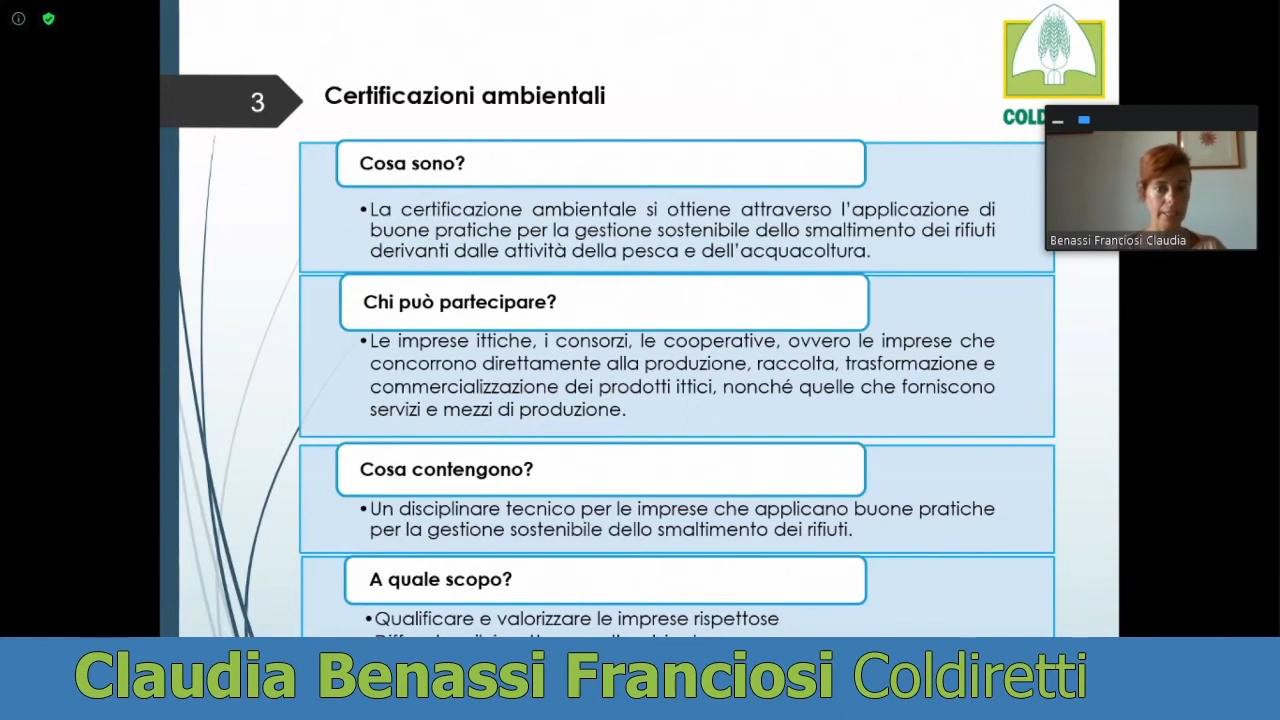 3
Certificazioni ambientali
COLD
Cosa sono?
•La certificazione ambientale si ottiene attraverso l’applicazione di
buone pratiche per la gestione sostenibile dello smaltimento dei rifiuti
derivanti dalle attività della pesca e dell’acquacoltura.
Benassi Franciosi Claudia
Chi può partecipare?
•Le imprese ittiche, i consorzi, le cooperative, ovvero le imprese che
concorrono direttamente alla produzione, raccolta, trasformazione e
commercializzazione dei prodotti ittici, nonché quelle che forniscono
servizi e mezzi di produzione.
Cosa contengono?
•Un disciplinare tecnico per le imprese che applicano buone pratiche
per la gestione sostenibile dello smaltimento dei rifiuti.
A quale scopo?
•Qualificare e valorizzare le imprese rispettose
Claudia Benassi Franciosi Coldiretti